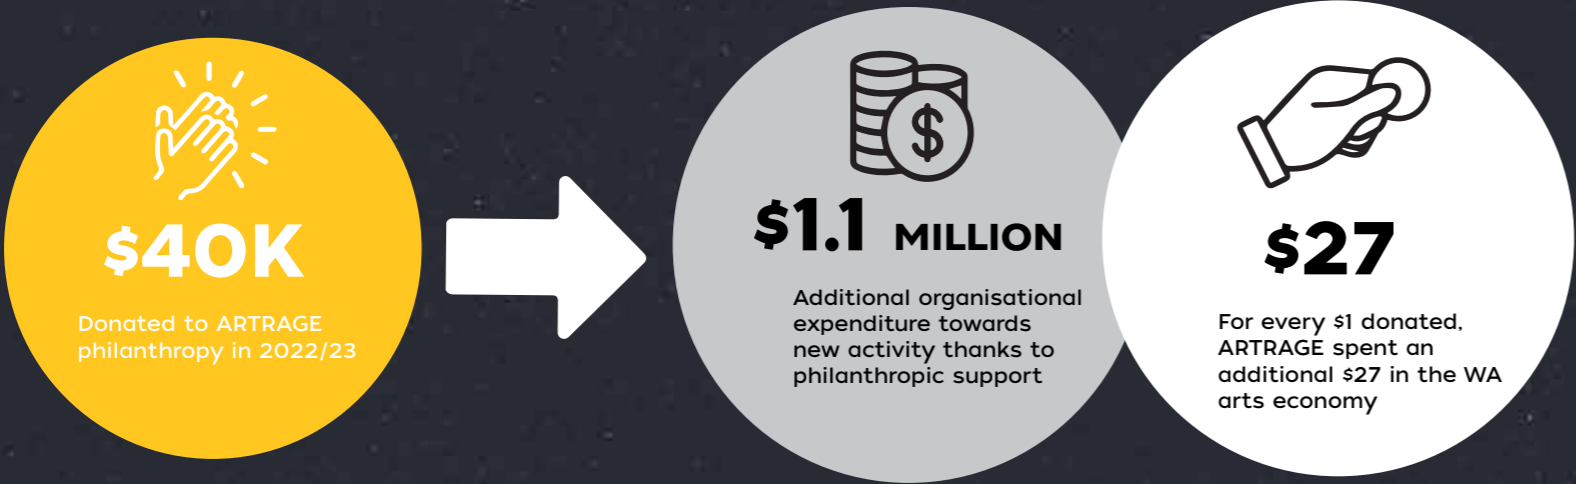 $40K
Donated to ARTRAGE
philanthropy in 2022/23
$
$1.1 MILLION
Additional organisational
expenditure towards
new activity thanks to
philanthropic support
$27
For every $1 donated,
ARTRAGE spent an
additional $27 in the WA
arts economy